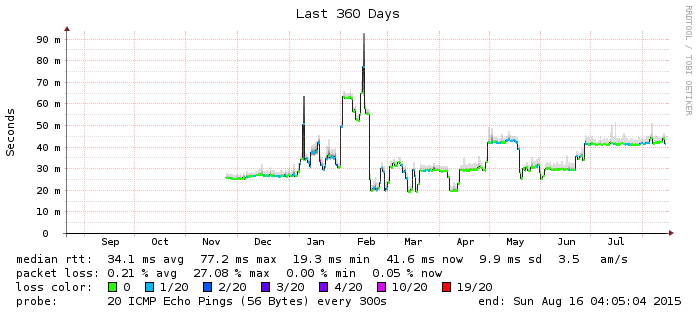 Last 360 Days
RRDTOOL / TOBI OETIKER
Seconds
90 m
80 m
70 m
60 m
50 m
40 m
30 m
20 m
10 m
0
Sep Oct Nov Dec Jan Feb Mar Apr May Jun Jul
median rtt: 34.1 ms avg 77.2 ms max 19.3 ms min 41.6 ms now 9.9 ms sd 3.5 am/s
packet loss: 0.21 % avg 27.08 % max 0.00 % min 0.05 % now
loss color: 0 1/20 2/20 3/20 4/20 10/20 19/20
probe: 20 ICMP Echo Pings (56 Bytes) every 300s end: Sun Aug 16 04:05:04 2015